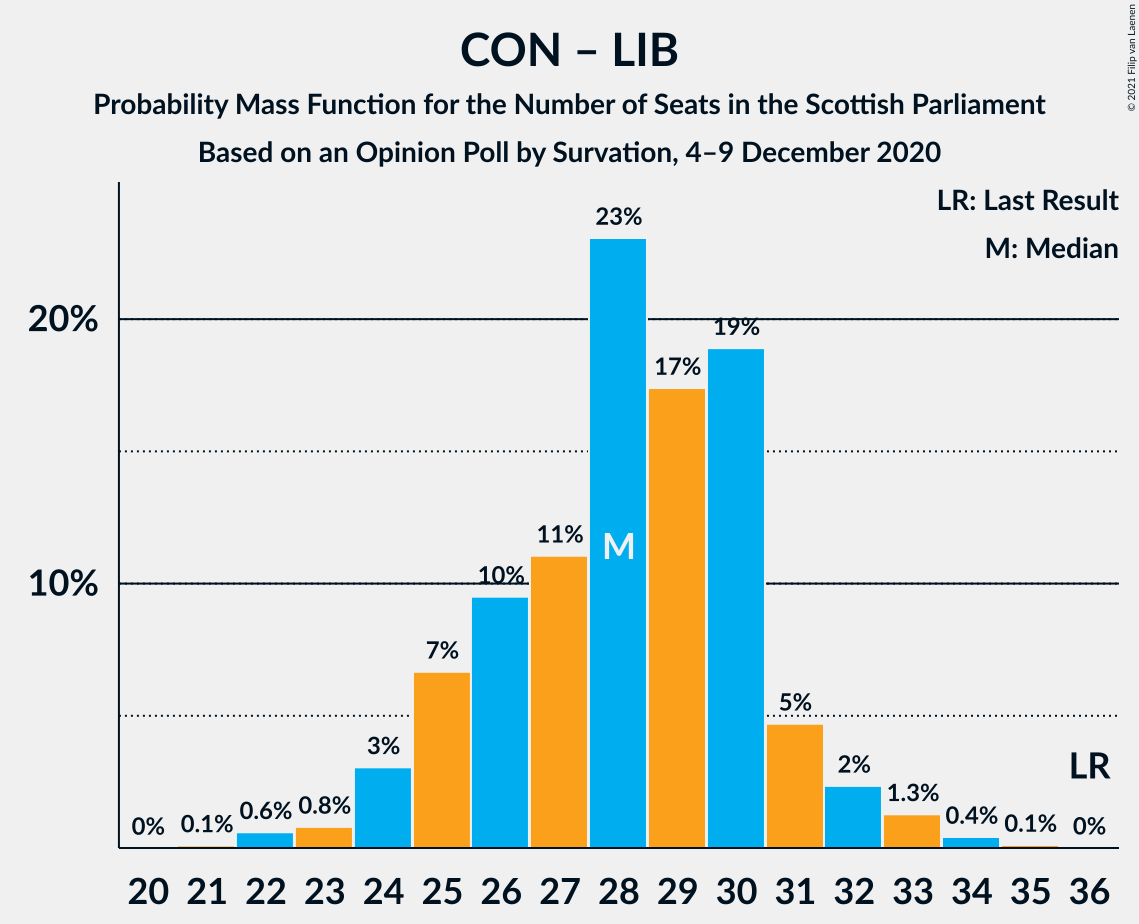 CON – LIB
Probability Mass Function for the Number of Seats in the Scottish Parliament
Based on an Opinion Poll by Survation, 4–9 December 2020
© 2021 Filip van Laenen
LR: Last Result
M: Median
20%
10%
0%
0.1%
0.6%
0.8%
3%
7%
10%
11%
23%
17%
19%
5%
2%
1.3%
0.4%
0.1%
0%
M
LR
20 21 22 23 24 25 26 27 28 29 30 31 32 33 34 35 36